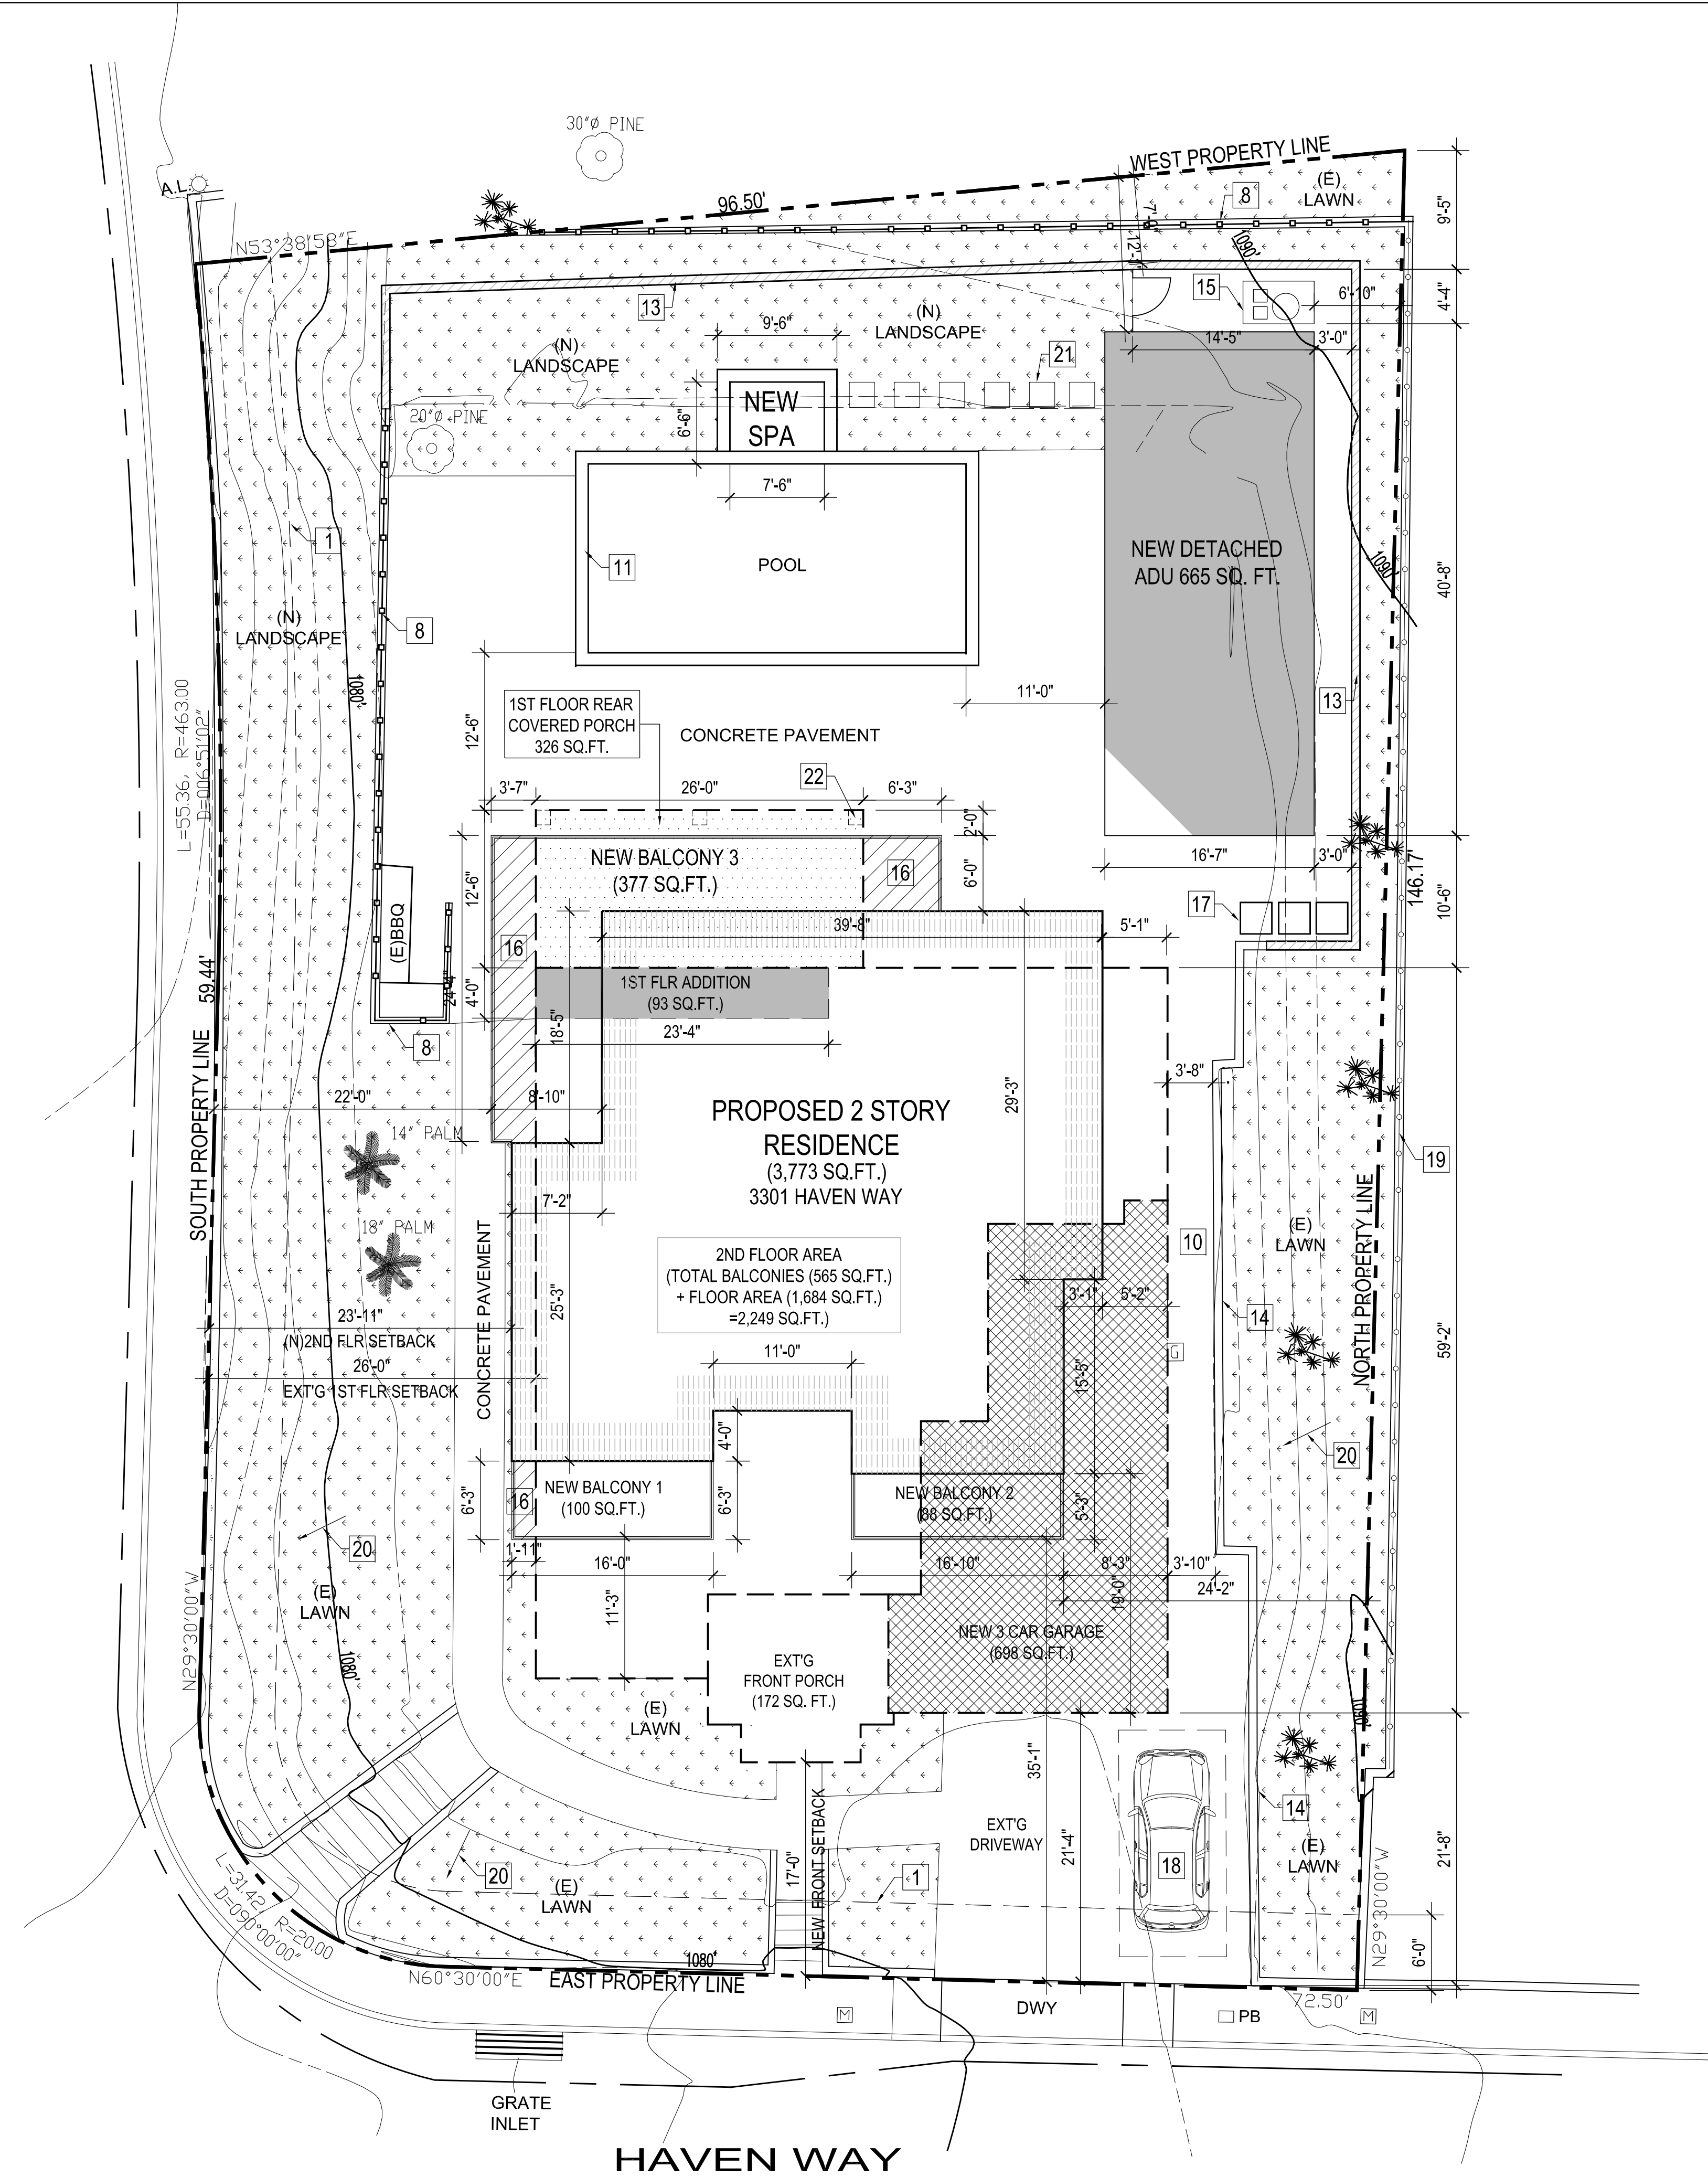 30"Ø PINE
WEST PROPERTY LINE
A.L.
96.50'
8
(E)
LAWN
9'-5"
N53°38'58"E
7'-0"
12'-1"
1090'
13
15
6'-10"
4'-4"
9'-6"
(N)
LANDSCAPE
(N)
LANDSCAPE
21
14'-5"
3'-0"
20"Ø PINE
6'-6"
NEW
SPA
7'-6"
1
11
POOL
NEW DETACHED
ADU 665 SQ. FT.
1090'
40'-8"
(N)
LANDSCAPE
8
1080'
L=55.36, R=463.00
D=006°51'02"
1ST FLOOR REAR
COVERED PORCH
326 SQ.FT.
12'-6"
CONCRETE PAVEMENT
11'-0"
13
22
3'-7"
26'-0"
6'-3"
2'-0"
NEW BALCONY 3
(377 SQ.FT.)
16
6'-0"
16'-7"
3'-0"
146.17'
12'-6"
17
10'-6"
(E)BBQ
16
39'-8"
5'-1"
59.44'
24'-4"
4'-0"
1ST FLR ADDITION
(93 SQ.FT.)
18'-5"
23'-4"
8
3'-8"
29'-3"
22'-0"
8'-10"
PROPOSED 2 STORY
RESIDENCE
(3,773 SQ.FT.)
3301 HAVEN WAY
14" PALM
19
SOUTH PROPERTY LINE
7'-2"
18" PALM
CONCRETE PAVEMENT
10
(E)
LAWN
NORTH PROPERTY LINE
2ND FLOOR AREA
(TOTAL BALCONIES (565 SQ.FT.)
+ FLOOR AREA (1,684 SQ.FT.)
=2,249 SQ.FT.)
25'-3"
3'-1"
5'-2"
14
23'-11"
(N)2ND FLR SETBACK
26'-0"
EXT'G 1ST FLR SETBACK
11'-0"
G
15'-5"
59'-2"
4'-0"
20
6'-3"
16
NEW BALCONY 1
(100 SQ.FT.)
6'-3"
NEW BALCONY 2
(88 SQ.FT.)
5'-3"
20
1'-11"
16'-0"
16'-10"
8'-3"
3'-10"
24'-2"
(E)
LAWN
11'-3"
19'-0"
N29°30'00"W
1080'
NEW 3 CAR GARAGE
(698 SQ.FT.)
EXT'G
FRONT PORCH
(172 SQ. FT.)
(E)
LAWN
1090'
35'-1"
NEW FRONT SETBACK
17'-0"
EXT'G
DRIVEWAY
21'-4"
14
18
(E)
LAWN
21'-8"
N29°30'00"W
20
(E)
LAWN
1
L=31.42, R=20.00
D=090°00'00"
6'-0"
1080'
N60°30'00"E
EAST PROPERTY LINE
72.50'
M
DWY
PB
M
GRATE
INLET
HAVEN WAY